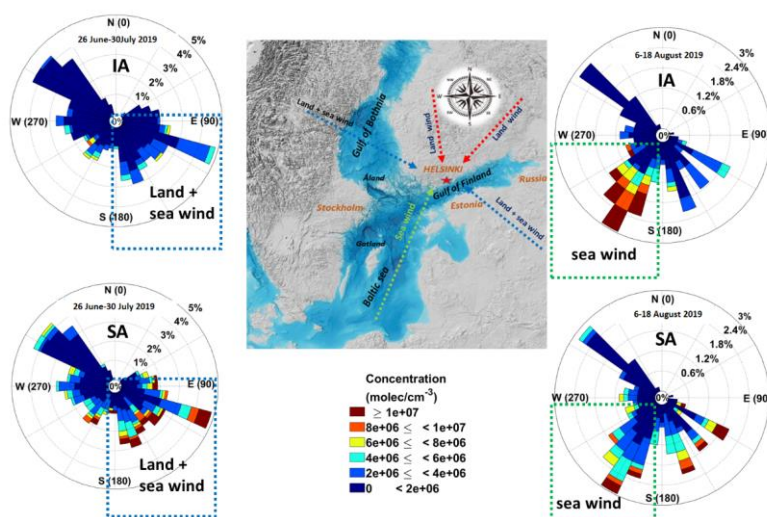 N (0)
26 June-30July 2019
IA
5%
4%
3%
2%
1%
0%
W (270)
E (90)
S (180)
Land +
sea wind
N (0)
26 June-30 July 2019
SA
5%
4%
3%
2%
1%
0%
W (270)
E (90)
S (180)
Land +
sea wind
N
W
E
S
Land + sea wind
Land wind
Land wind
Gulf of Bothnia
HELSINKI
Åland
Gulf of Finland
Russia
Stockholm
Estonia
Sea wind
Land + sea wind
Gotland
Baltic sea
Concentration
(molec/cm⁻³)
≥ 1e+07
8e+06 ≤ < 1e+07
6e+06 ≤ < 8e+06
4e+06 ≤ < 6e+06
2e+06 ≤ < 4e+06
0 < 2e+06
N (0)
6-18 August 2019
IA
3%
2.4%
1.8%
1.2%
0.6%
0%
W (270)
E (90)
S (180)
sea wind
N (0)
6-18 August 2019
SA
3%
2.4%
1.8%
1.2%
0.6%
0%
W (270)
E (90)
S (180)
sea wind